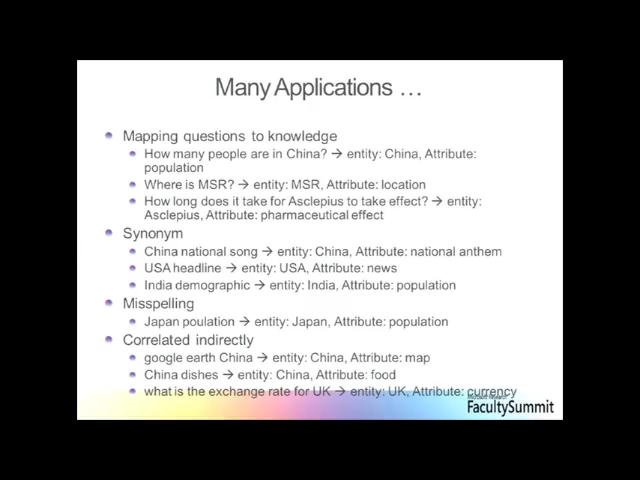 Many Applications …
Mapping questions to knowledge
How many people are in China? → entity: China, Attribute:
population
Where is MSR? → entity: MSR, Attribute: location
How long does it take for Asclepius to take effect? → entity:
Asclepius, Attribute: pharmaceutical effect
Synonym
China national song → entity: China, Attribute: national anthem
USA headline → entity: USA, Attribute: news
India demographic → entity: India, Attribute: population
Misspelling
Japan poulation → entity: Japan, Attribute: population
Correlated indirectly
google earth China → entity: China, Attribute: map
China dishes → entity: China, Attribute: food
what is the exchange rate for UK → entity: UK, Attribute: currency
FacultySummit